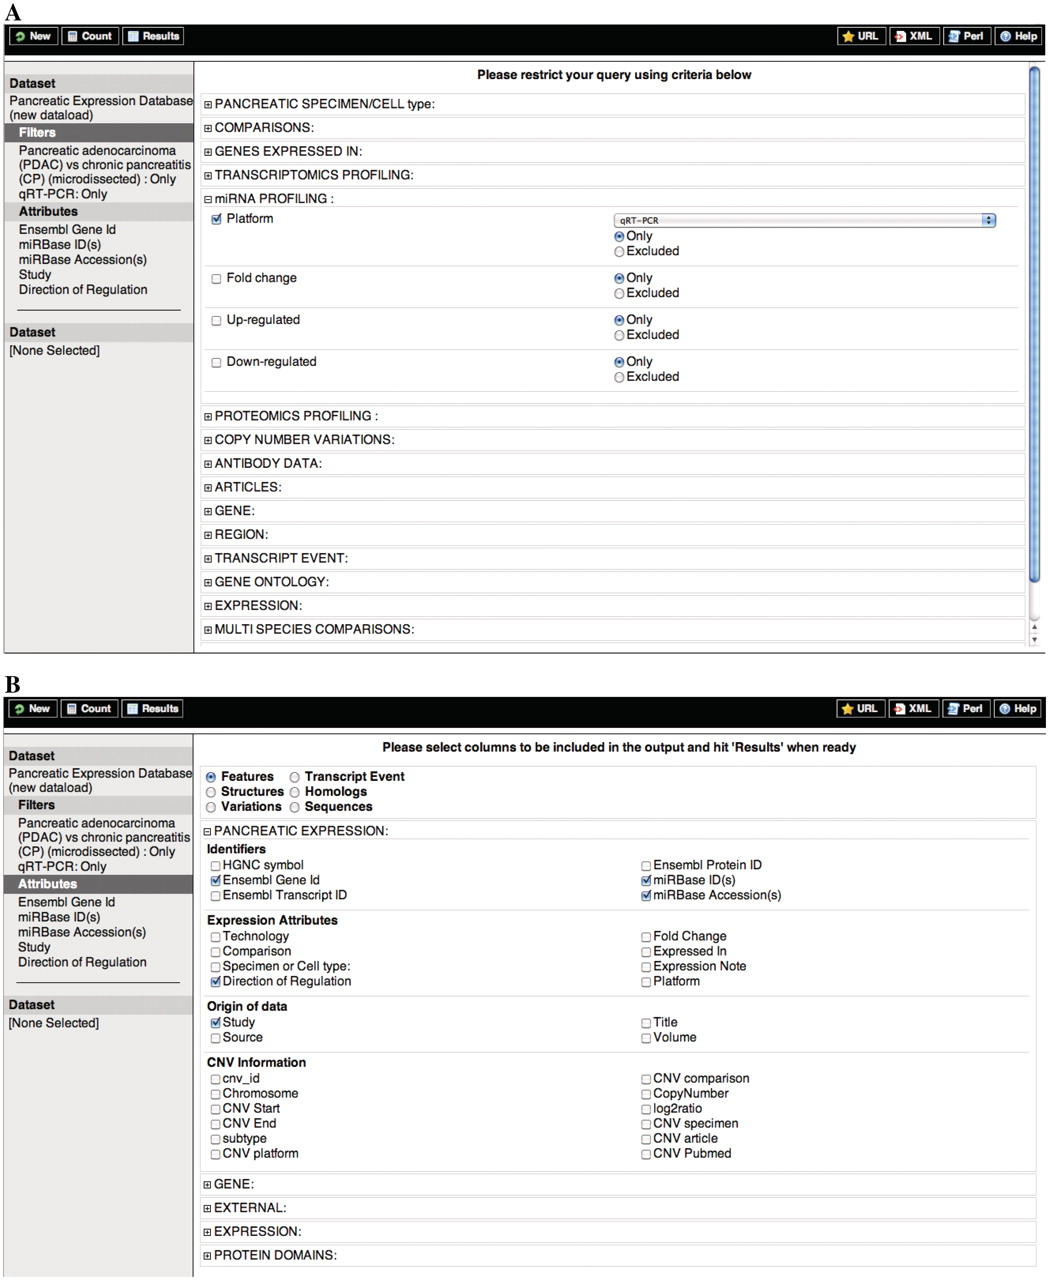 A
New Count Results URL XML Perl Help
Dataset
Pancreatic Expression Database
(new dataload)
Filters
Pancreatic adenocarcinoma
(PDAC) vs chronic pancreatitis
(CP) (microdissected) : Only
qRT-PCR: Only
Attributes
Ensembl Gene Id
miRBase ID(s)
miRBase Accession(s)
Study
Direction of Regulation
Dataset
[None Selected]
Please restrict your query using criteria below
PANCREATIC SPECIMEN/CELL type:
COMPARISONS:
GENES EXPRESSED IN:
TRANSCRIPTOMICS PROFILING:
miRNA PROFILING :
Platform qRT-PCR
Only
Excluded
Fold change Only
Excluded
Up-regulated Only
Excluded
Down-regulated Only
Excluded
PROTEOMICS PROFILING :
COPY NUMBER VARIATIONS:
ANTIBODY DATA:
ARTICLES:
GENE:
REGION:
TRANSCRIPT EVENT:
GENE ONTOLOGY:
EXPRESSION:
MULTI SPECIES COMPARISONS:
B
New Count Results URL XML Perl Help
Dataset
Pancreatic Expression Database
(new dataload)
Filters
Pancreatic adenocarcinoma
(PDAC) vs chronic pancreatitis
(CP) (microdissected) : Only
qRT-PCR: Only
Attributes
Ensembl Gene Id
miRBase ID(s)
miRBase Accession(s)
Study
Direction of Regulation
Dataset
[None Selected]
Please select columns to be included in the output and hit 'Results' when ready
Features Transcript Event
Structures Homologs
Variations Sequences
PANCREATIC EXPRESSION:
Identifiers
HGNC symbol Ensembl Protein ID
Ensembl Gene Id miRBase ID(s)
Ensembl Transcript ID miRBase Accession(s)
Expression Attributes
Technology Fold Change
Comparison Expressed In
Specimen or Cell type: Expression Note
Direction of Regulation Platform
Origin of data
Study Title
Source Volume
CNV Information
cnv_id CNV comparison
Chromosome CopyNumber
CNV Start log2ratio
CNV End CNV specimen
subtype CNV article
CNV platform CNV Pubmed
GENE:
EXTERNAL:
EXPRESSION:
PROTEIN DOMAINS: